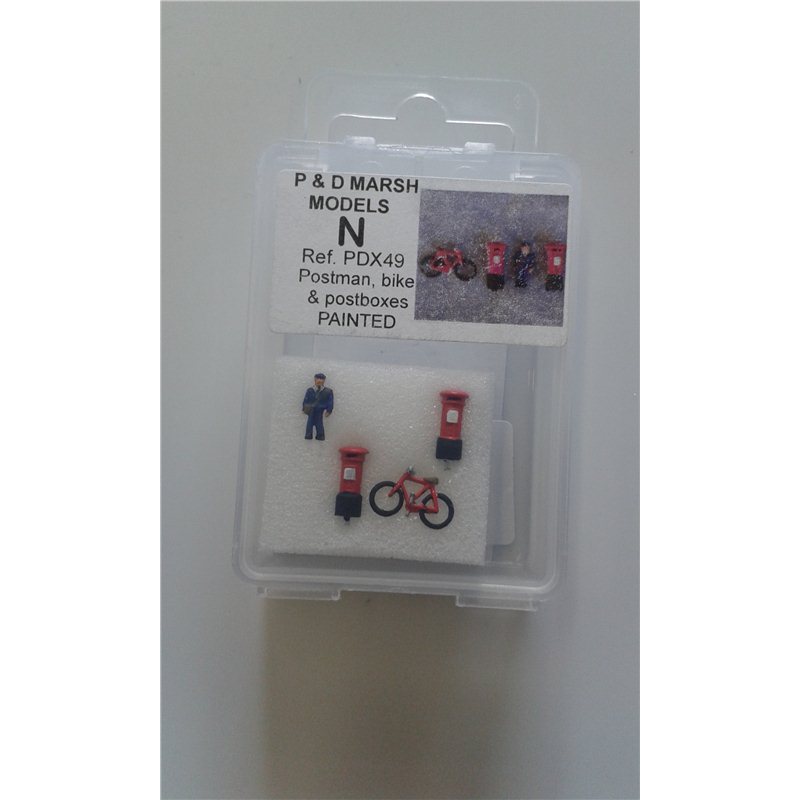 P & D MARSH
MODELS
N
Ref. PDX49
Postman, bike
& postboxes
PAINTED